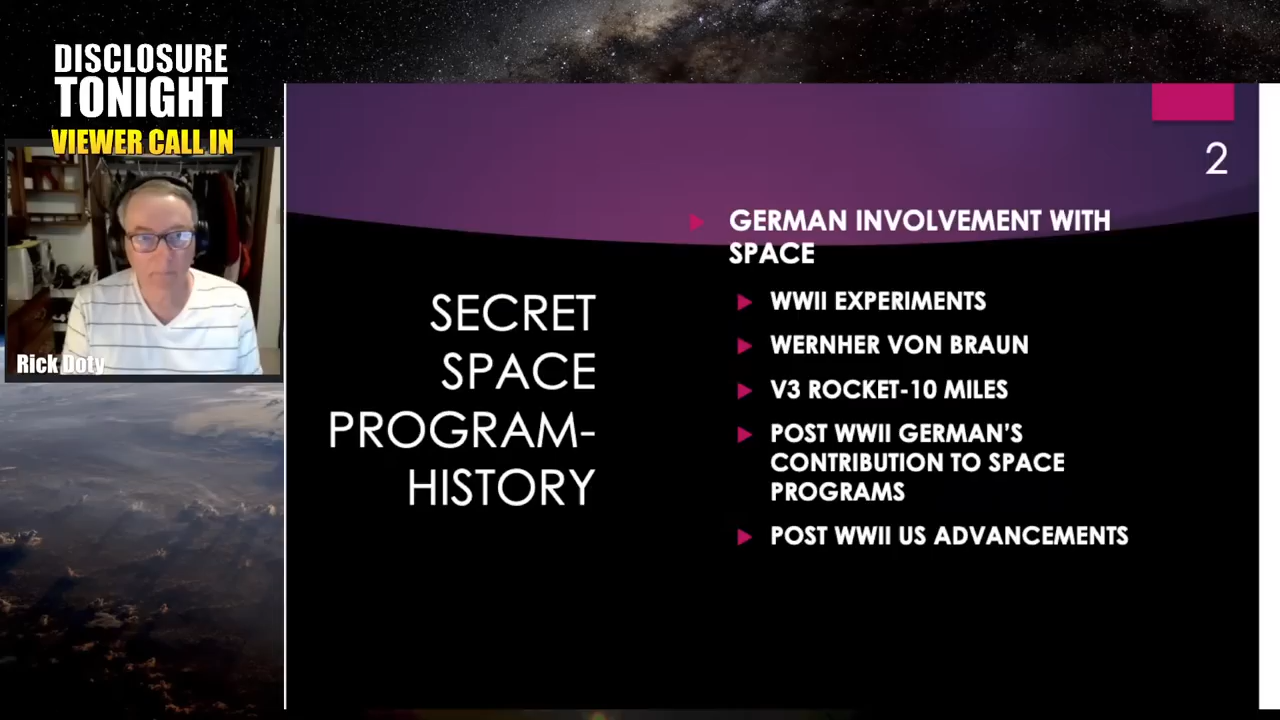 DISCLOSURE
TONIGHT
VIEWER CALL IN
Rick Doty
2
SECRET
SPACE
PROGRAM-
HISTORY
GERMAN INVOLVEMENT WITH
SPACE
WWII EXPERIMENTS
WERNHER VON BRAUN
V3 ROCKET-10 MILES
POST WWII GERMAN'S
CONTRIBUTION TO SPACE
PROGRAMS
POST WWII US ADVANCEMENTS